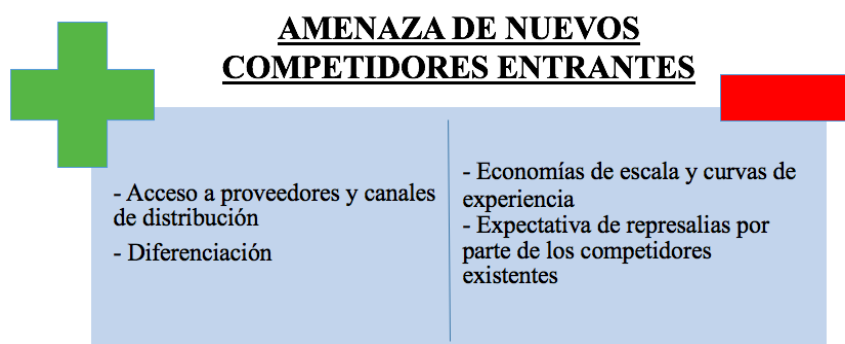 AMENAZA DE NUEVOS
COMPETIDORES ENTRANTES
- Acceso a proveedores y canales
de distribución
- Diferenciación
- Economías de escala y curvas de
experiencia
- Expectativa de represalias por
parte de los competidores
existentes